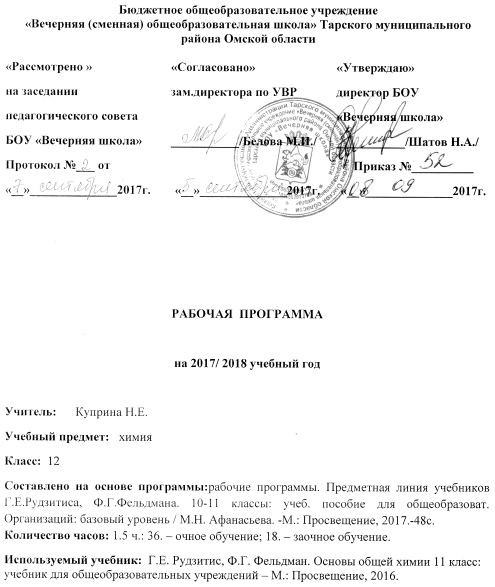 Бюджетное общеобразовательное учреждение
«Вечерняя (сменная) общеобразовательная школа» Тарского муниципального
района Омской области
«Рассмотрено » «Согласовано» «Утверждаю»
на заседании зам.директора по УВР директор БОУ
педагогического совета «Вечерняя школа»
БОУ «Вечерняя школа» ___________/Белова М.И./ ___________/Шатов Н.А./
Протокол № 2 от Приказ № 52
«7» сентября 2017г. «5» сентября 2017г. «08» 09 2017г.
РАБОЧАЯ ПРОГРАММА
на 2017/ 2018 учебный год
Учитель: Куприна Н.Е.
Учебный предмет: химия
Класс: 12
Составлено на основе программы:рабочие программы. Предметная линия учебников
Г.Е.Рудзитиса, Ф.Г.Фельдмана. 10-11 классы: учеб. пособие для общеобразоват.
Организаций: базовый уровень / М.Н. Афанасьева. -М.: Просвещение, 2017.-48с.
Количество часов: 1.5 ч.: 36. – очное обучение; 18. – заочное обучение.
Используемый учебник: Г.Е. Рудзитис, Ф.Г. Фельдман. Основы общей химии 11 класс:
учебник для общеобразовательных учреждений – М.: Просвещение, 2016.